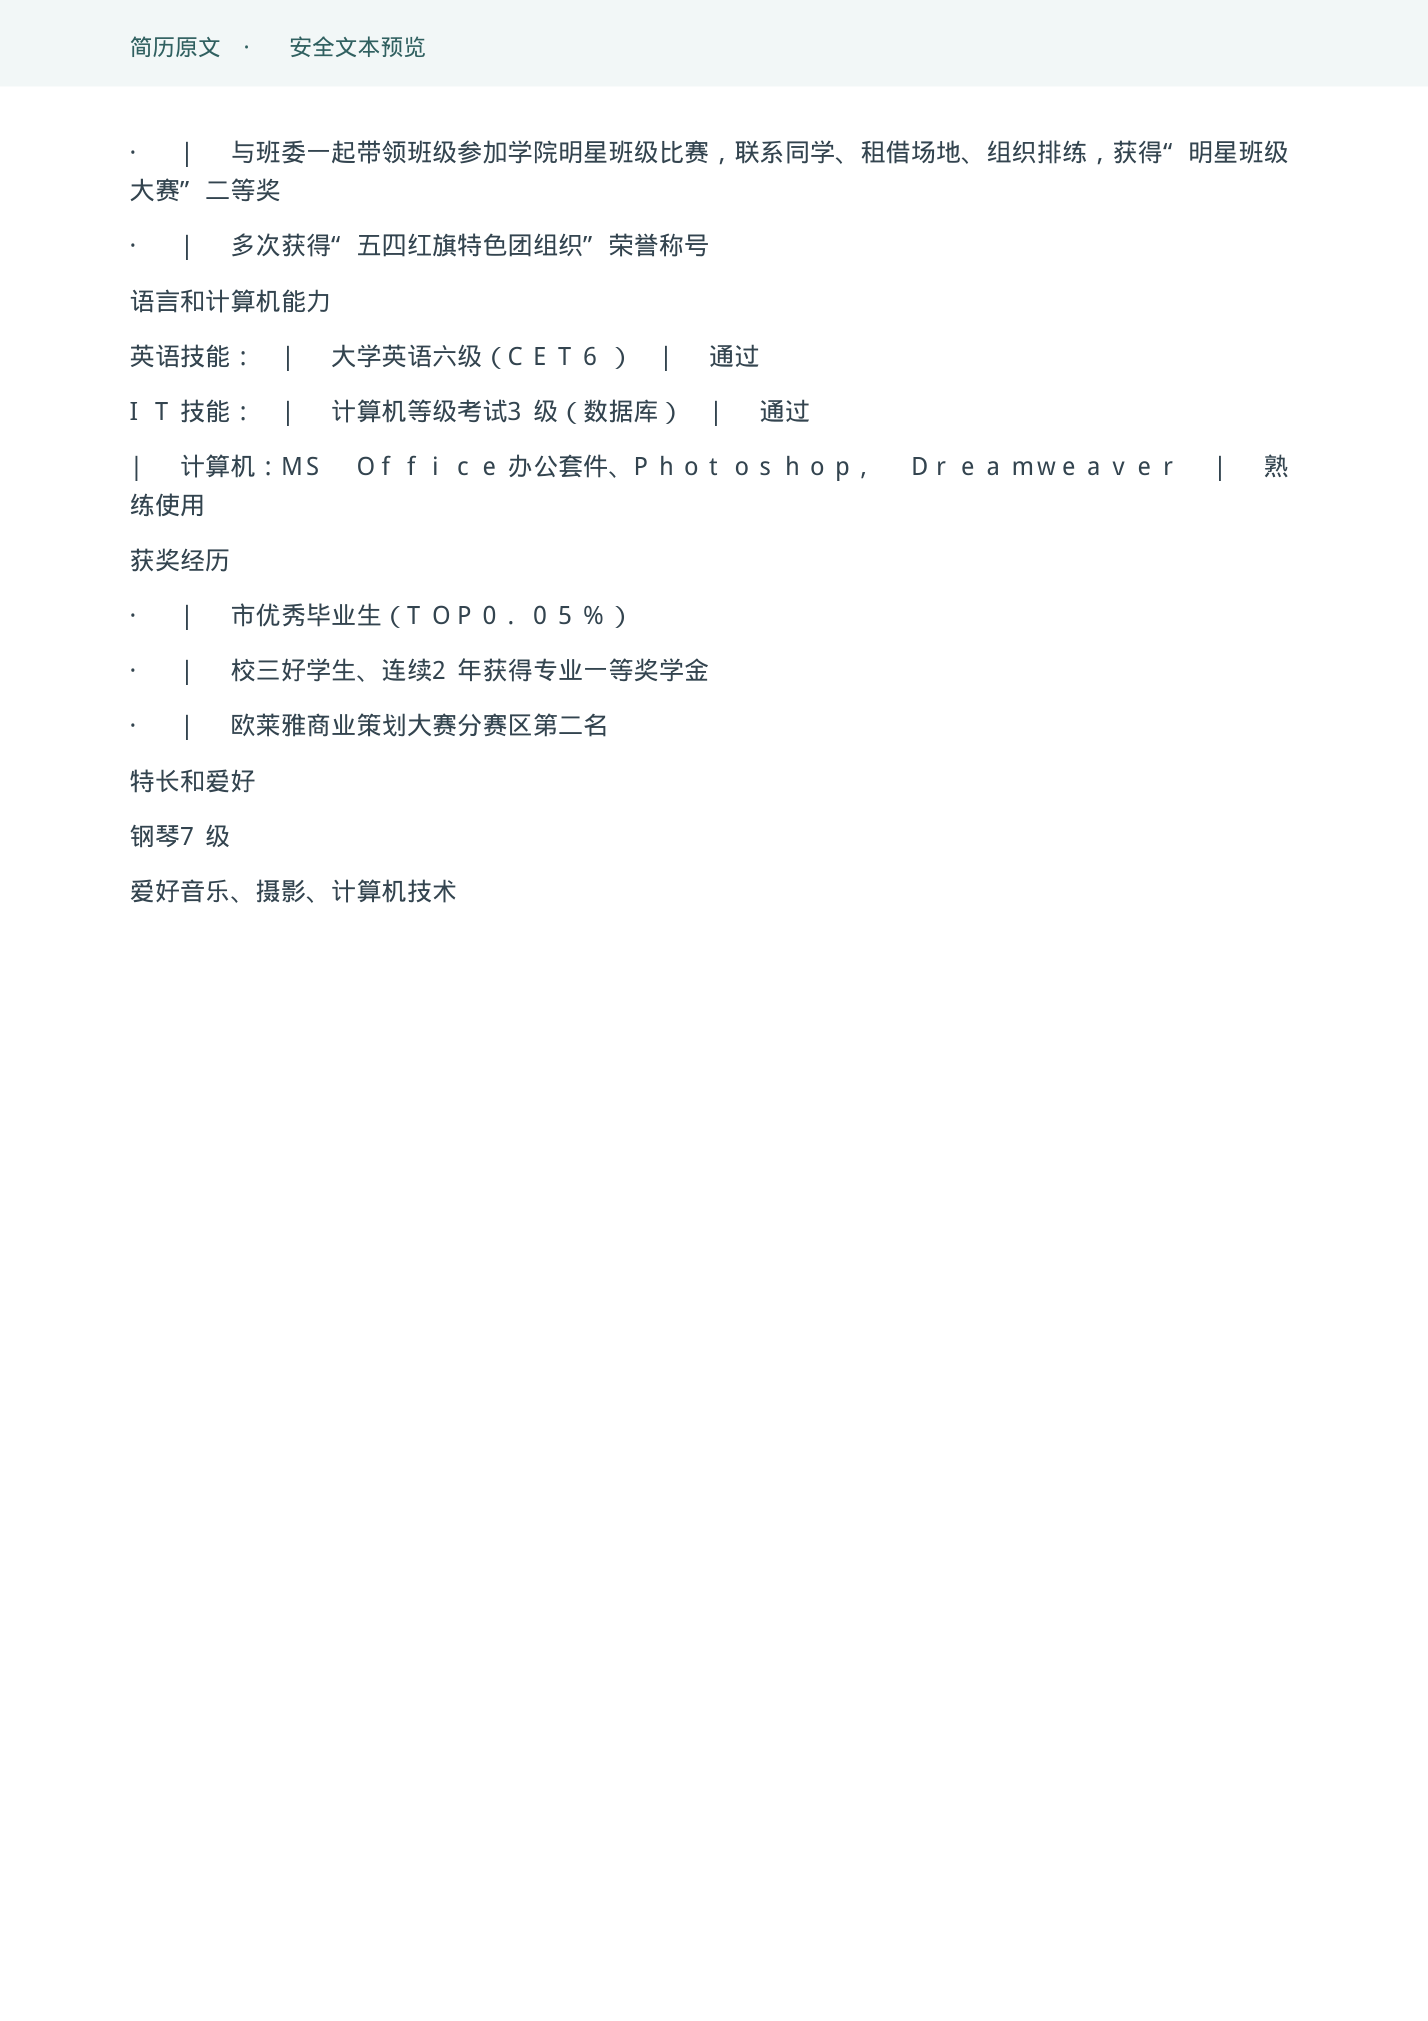 简历原文 · 安全文本预览
· | 与班委一起带领班级参加学院明星班级比赛，联系同学、租借场地、组织排练，获得“明星班级
大赛”二等奖
· | 多次获得“五四红旗特色团组织”荣誉称号
语言和计算机能力
英语技能： | 大学英语六级（CET6） | 通过
IT技能： | 计算机等级考试3级（数据库） | 通过
| 计算机：MS Office办公套件、Photoshop, Dreamweaver | 熟
练使用
获奖经历
· | 市优秀毕业生（TOP0.05%）
· | 校三好学生、连续2年获得专业一等奖学金
· | 欧莱雅商业策划大赛分赛区第二名
特长和爱好
钢琴7级
爱好音乐、摄影、计算机技术